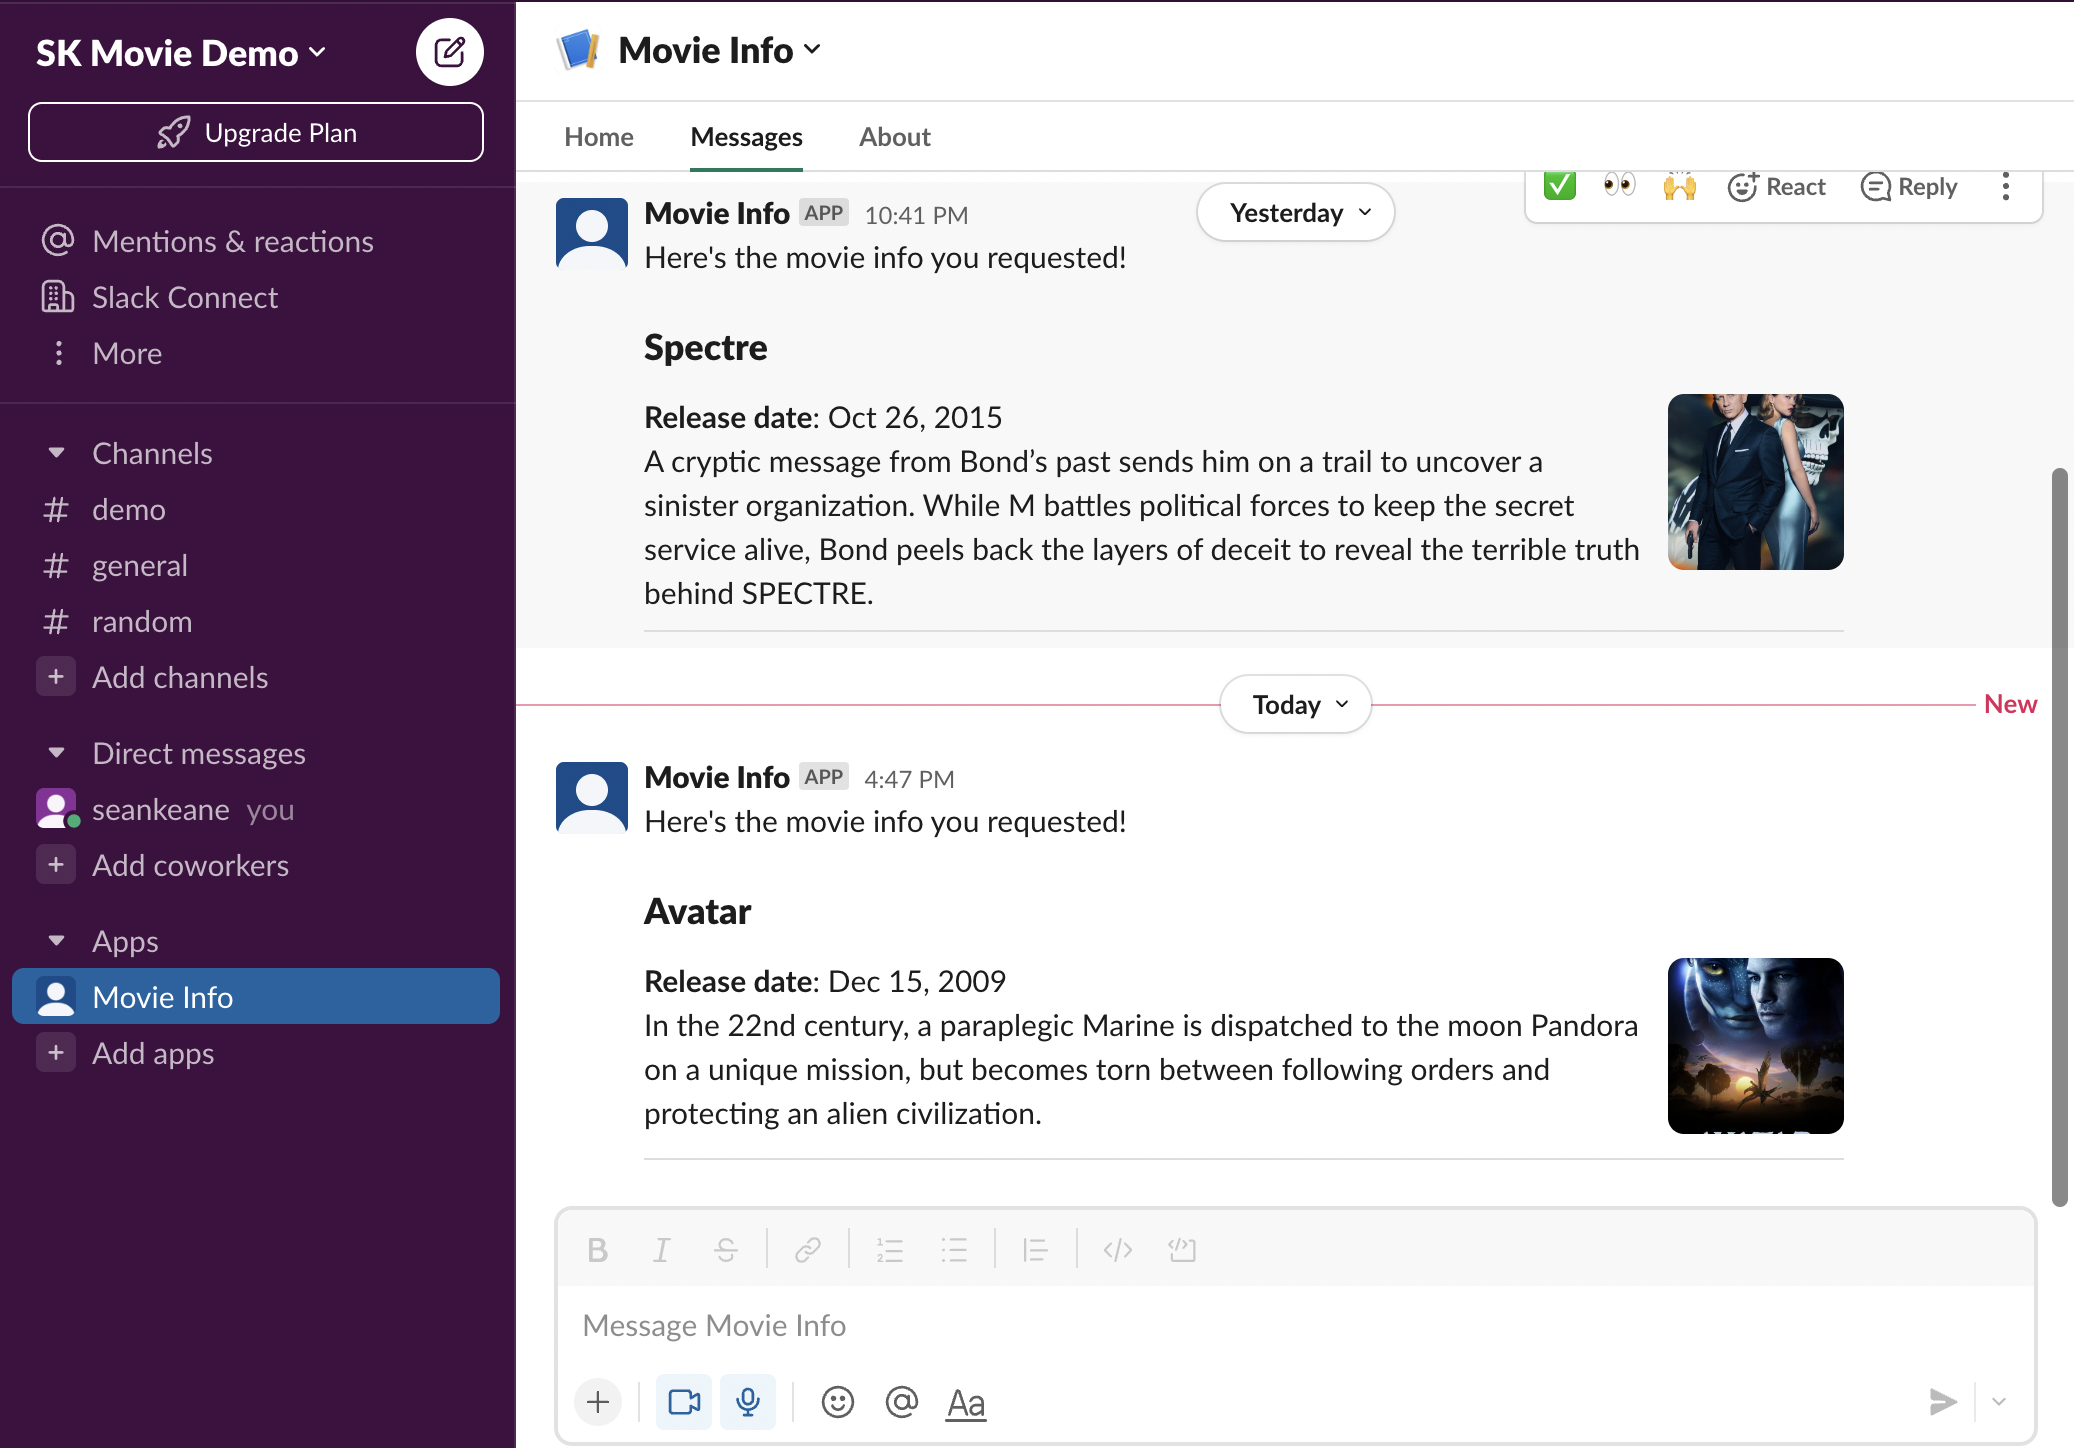 SK Movie Demo
Upgrade Plan
Mentions & reactions
Slack Connect
More
Channels
# demo
# general
# random
+ Add channels
Direct messages
seankeane you
+ Add coworkers
Apps
Movie Info
+ Add apps
Movie Info
Home Messages About
Movie Info APP 10:41 PM
Yesterday
React Reply
Here's the movie info you requested!
Spectre
Release date: Oct 26, 2015
A cryptic message from Bond’s past sends him on a trail to uncover a
sinister organization. While M battles political forces to keep the secret
service alive, Bond peels back the layers of deceit to reveal the terrible truth
behind SPECTRE.
Today
New
Movie Info APP 4:47 PM
Here's the movie info you requested!
Avatar
Release date: Dec 15, 2009
In the 22nd century, a paraplegic Marine is dispatched to the moon Pandora
on a unique mission, but becomes torn between following orders and
protecting an alien civilization.
B I S
Message Movie Info
+ @ Aa